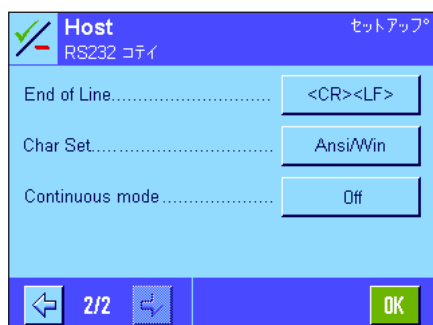 Host セットアップ
RS232 コテイ
End of Line............................ <CR><LF>
Char Set................................ Ansi/Win
Continuous mode................... Off
2/2 OK